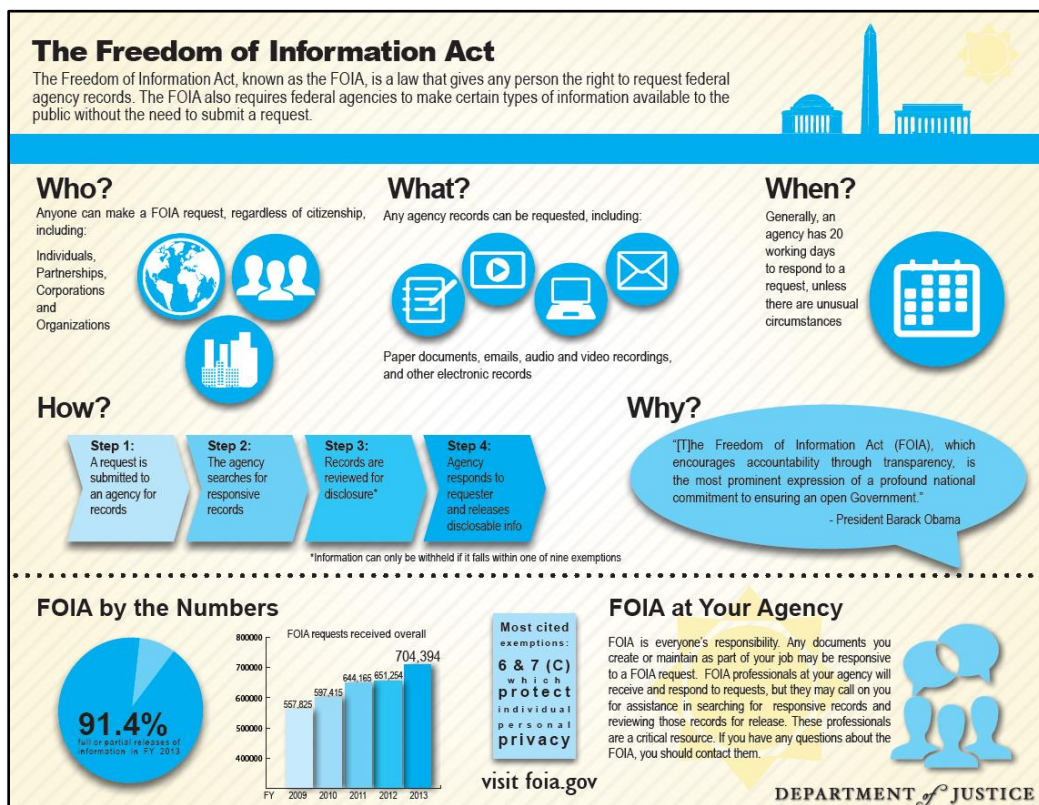 The Freedom of Information Act
The Freedom of Information Act, known as the FOIA, is a law that gives any person the right to request federal
agency records. The FOIA also requires federal agencies to make certain types of information available to the
public without the need to submit a request.
Who?
Anyone can make a FOIA request, regardless of citizenship,
including:
Individuals,
Partnerships,
Corporations
and
Organizations
What?
Any agency records can be requested, including:
Paper documents, emails, audio and video recordings,
and other electronic records
When?
Generally, an
agency has 20
working days
to respond to a
request, unless
there are unusual
circumstances
How?
Step 1:
A request is
submitted to
an agency for
records
Step 2:
The agency
searches for
responsive
records
Step 3:
Records are
reviewed for
disclosure*
Step 4:
Agency
responds to
requester
and releases
disclosable info
*Information can only be withheld if it falls within one of nine exemptions
Why?
“[T]he Freedom of Information Act (FOIA), which
encourages accountability through transparency, is
the most prominent expression of a profound national
commitment to ensuring an open Government.”
- President Barack Obama
FOIA by the Numbers
91.4%
full or partial releases of
information in FY 2013
FOIA requests received overall
800000
700000
600000
500000
400000
557,825
597,415
644,165
651,254
704,394
FY 2009 2010 2011 2012 2013
Most cited
exemptions:
6 & 7 (C)
which
protect
individual
personal
privacy
visit foia.gov
FOIA at Your Agency
FOIA is everyone's responsibility. Any documents you
create or maintain as part of your job may be responsive
to a FOIA request. FOIA professionals at your agency will
receive and respond to requests, but they may call on you
for assistance in searching for responsive records and
reviewing those records for release. These professionals
are a critical resource. If you have any questions about the
FOIA, you should contact them.
DEPARTMENT of JUSTICE